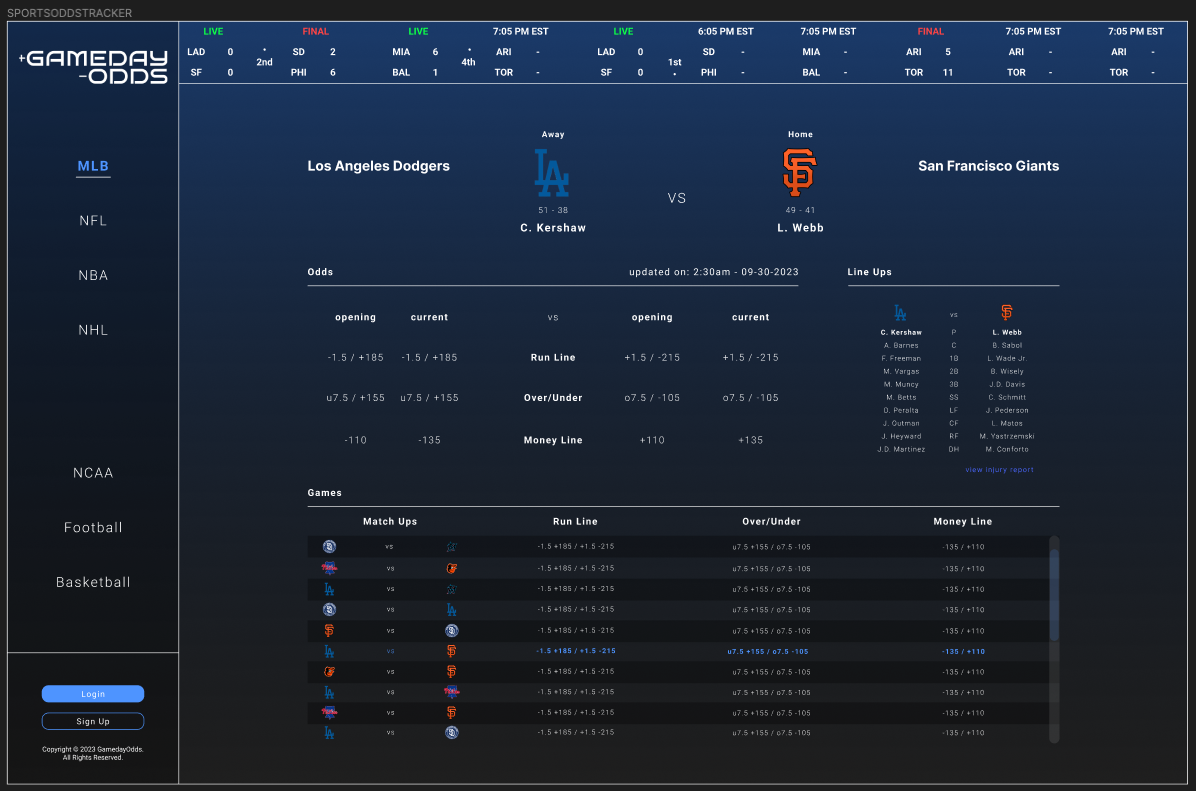 SPORTSODDSTRACKER
+GAMEDAY
-ODDS
LIVE FINAL LIVE 7:05 PM EST LIVE 6:05 PM EST 7:05 PM EST FINAL 7:05 PM EST 7:05 PM EST
LAD 0 SD 2 MIA 6 ARI - LAD 0 SD - MIA - ARI 5 ARI - ARI -
2nd 4th 1st
SF 0 PHI 6 BAL 1 TOR - SF 0 PHI - BAL - TOR 11 TOR - TOR -
MLB
NFL
NBA
NHL
NCAA
Football
Basketball
Login
Sign Up
Copyright © 2023 GamedayOdds.
All Rights Reserved.
Away Home
Los Angeles Dodgers LA SF San Francisco Giants
VS
51 - 38 49 - 41
C. Kershaw L. Webb
Odds updated on: 2:30am - 09-30-2023
opening current vs opening current
-1.5 / +185 -1.5 / +185 Run Line +1.5 / -215 +1.5 / -215
u7.5 / +155 u7.5 / +155 Over/Under o7.5 / -105 o7.5 / -105
-110 -135 Money Line +110 +135
Line Ups
LA vs SF
C. Kershaw P L. Webb
A. Barnes C B. Sabol
F. Freeman 1B L. Wade Jr.
M. Vargas 2B B. Wisely
M. Muncy 3B J.D. Davis
M. Betts SS C. Schmitt
D. Peralta LF J. Pederson
J. Outman CF L. Matos
J. Heyward RF M. Yastrzemski
J.D. Martinez DH M. Conforto
view injury report
Games
Match Ups Run Line Over/Under Money Line
vs -1.5 +185 / +1.5 -215 u7.5 +155 / o7.5 -105 -135 / +110
vs -1.5 +185 / +1.5 -215 u7.5 +155 / o7.5 -105 -135 / +110
LA vs -1.5 +185 / +1.5 -215 u7.5 +155 / o7.5 -105 -135 / +110
vs LA -1.5 +185 / +1.5 -215 u7.5 +155 / o7.5 -105 -135 / +110
SF vs -1.5 +185 / +1.5 -215 u7.5 +155 / o7.5 -105 -135 / +110
LA vs SF -1.5 +185 / +1.5 -215 u7.5 +155 / o7.5 -105 -135 / +110
vs SF -1.5 +185 / +1.5 -215 u7.5 +155 / o7.5 -105 -135 / +110
LA vs -1.5 +185 / +1.5 -215 u7.5 +155 / o7.5 -105 -135 / +110
vs SF -1.5 +185 / +1.5 -215 u7.5 +155 / o7.5 -105 -135 / +110
LA vs -1.5 +185 / +1.5 -215 u7.5 +155 / o7.5 -105 -135 / +110